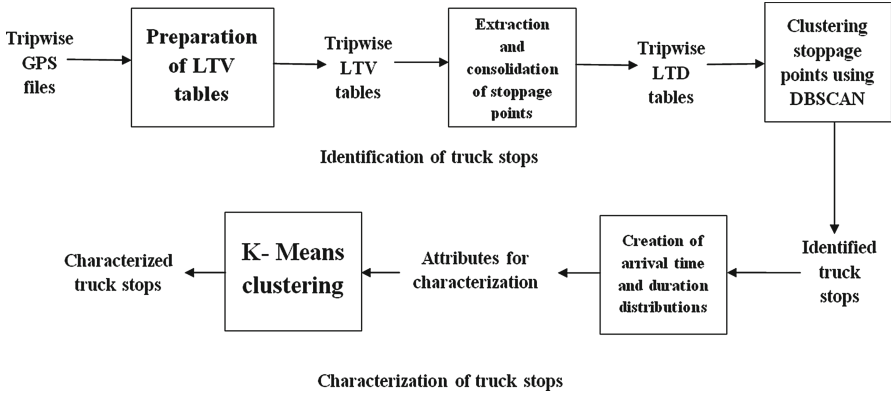 Tripwise
GPS
files
Preparation
of LTV
tables
Tripwise
LTV
tables
Extraction
and
consolidation
of stoppage
points
Tripwise
LTD
tables
Clustering
stoppage
points using
DBSCAN
Identification of truck stops
Identified
truck
stops
Creation of
arrival time
and duration
distributions
Attributes for
characterization
K- Means
clustering
Characterized
truck stops
Characterization of truck stops